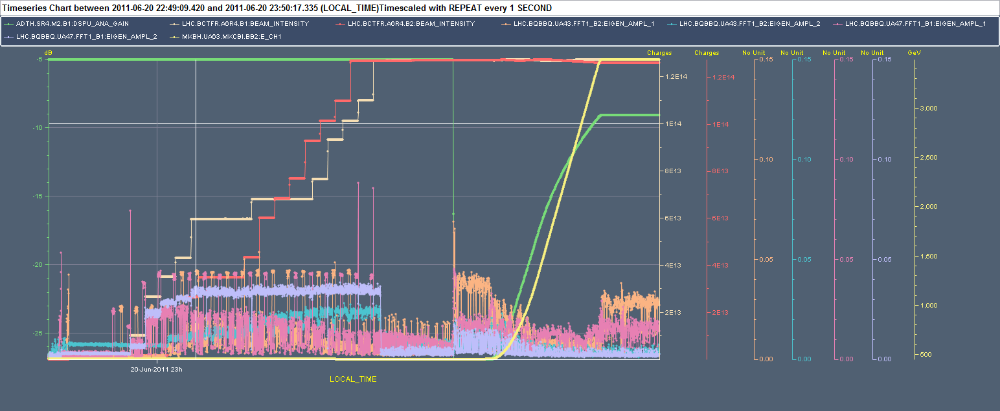 Timeseries Chart between 2011-06-20 22:49:09.420 and 2011-06-20 23:50:17.335 (LOCAL_TIME)Timescaled with REPEAT every 1 SECOND
ADTH.SR4.M2.B1:DSPU_ANA_GAIN LHC.BCTFR.A6R4.B1:BEAM_INTENSITY LHC.BCTFR.A6R4.B2:BEAM_INTENSITY LHC.BQBBQ.UA43.FFT1_B2:EIGEN_AMPL_1 LHC.BQBBQ.UA43.FFT1_B2:EIGEN_AMPL_2 LHC.BQBBQ.UA47.FFT1_B1:EIGEN_AMPL_1
LHC.BQBBQ.UA47.FFT1_B1:EIGEN_AMPL_2 MKBH.UA63.MKCBI.BB2:E_CH1
dB Charges Charges No Unit No Unit No Unit No Unit GeV
-5 0.15 0.15 0.15 0.15
1.2E14 1.2E14
3,000
-10 1E14 1E14
2,500
0.10 0.10 0.10 0.10
8E13 8E13
-15
2,000
6E13 6E13
1,500
0.05 0.05 0.05 0.05
-20 4E13 4E13
1,000
2E13 2E13
-25
500
0.00 0.00 0.00 0.00
20-Jun-2011 23h
LOCAL_TIME